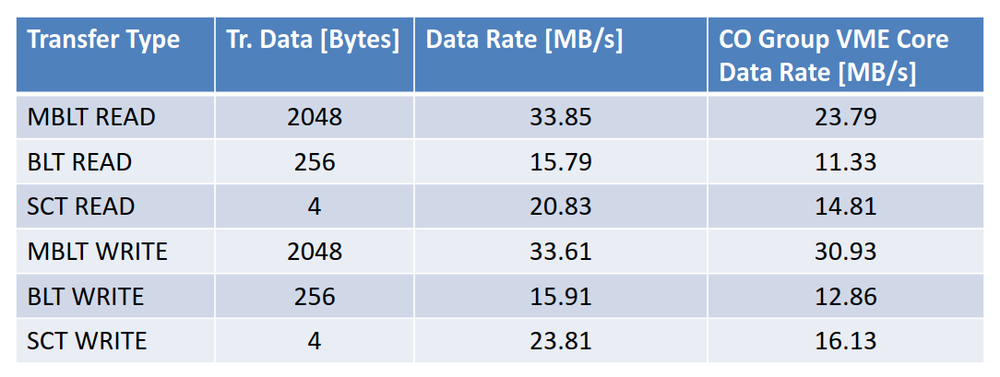 Transfer Type Tr. Data [Bytes] Data Rate [MB/s] CO Group VME Core
Data Rate [MB/s]
MBLT READ 2048 33.85 23.79
BLT READ 256 15.79 11.33
SCT READ 4 20.83 14.81
MBLT WRITE 2048 33.61 30.93
BLT WRITE 256 15.91 12.86
SCT WRITE 4 23.81 16.13